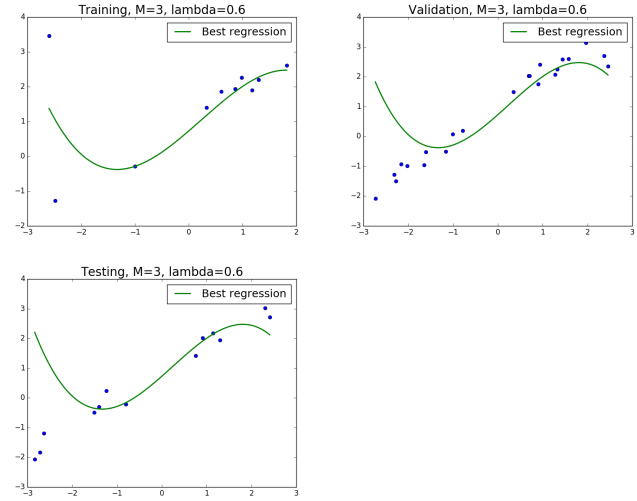 Training, M=3, lambda=0.6
Best regression
4
3
2
1
0
−1
−2
−3 −2 −1 0 1 2
Validation, M=3, lambda=0.6
Best regression
4
3
2
1
0
−1
−2
−3
−3 −2 −1 0 1 2 3
Testing, M=3, lambda=0.6
Best regression
4
3
2
1
0
−1
−2
−3
−3 −2 −1 0 1 2 3